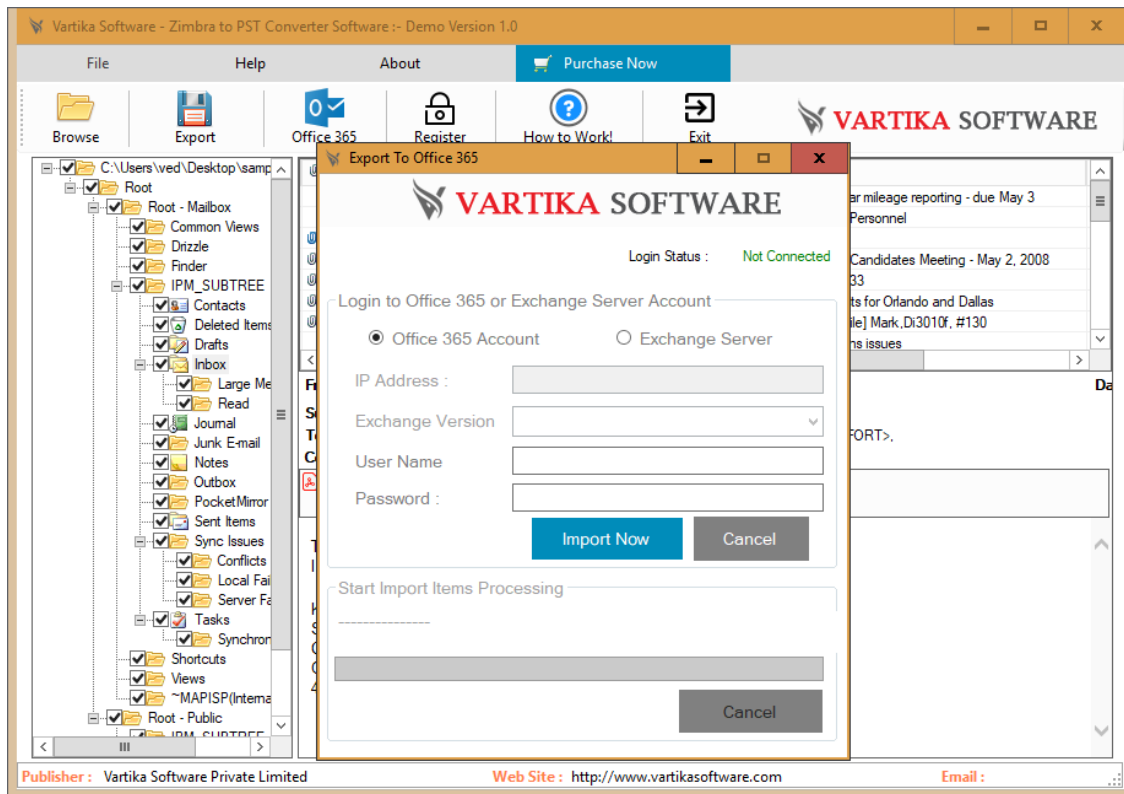 Vartika Software - Zimbra to PST Converter Software :- Demo Version 1.0
File Help About Purchase Now
Browse Export Office 365 Register How to Work! Exit
VARTIKA SOFTWARE
C:\Users\ved\Desktop\samp
Root
Root - Mailbox
Common Views
Drizzle
Finder
IPM_SUBTREE
Contacts
Deleted Items
Drafts
Inbox
Large Me
Read
Journal
Junk E-mail
Notes
Outbox
PocketMirror
Sent Items
Sync Issues
Conflicts
Local Fai
Server Fa
Tasks
Synchron
Shortcuts
Views
~MAPISP(Interna
Root - Public
IPM_SUBTREE
Export To Office 365
VARTIKA SOFTWARE
Login Status : Not Connected
Login to Office 365 or Exchange Server Account
Office 365 Account Exchange Server
IP Address :
Exchange Version
User Name
Password :
Import Now Cancel
Start Import Items Processing
---------------
Cancel
ar mileage reporting - due May 3
Personnel
Candidates Meeting - May 2, 2008
33
ts for Orlando and Dallas
ile] Mark,Di3010f, #130
ns issues
Da
FORT>,
Publisher : Vartika Software Private Limited
Web Site : http://www.vartikasoftware.com
Email :